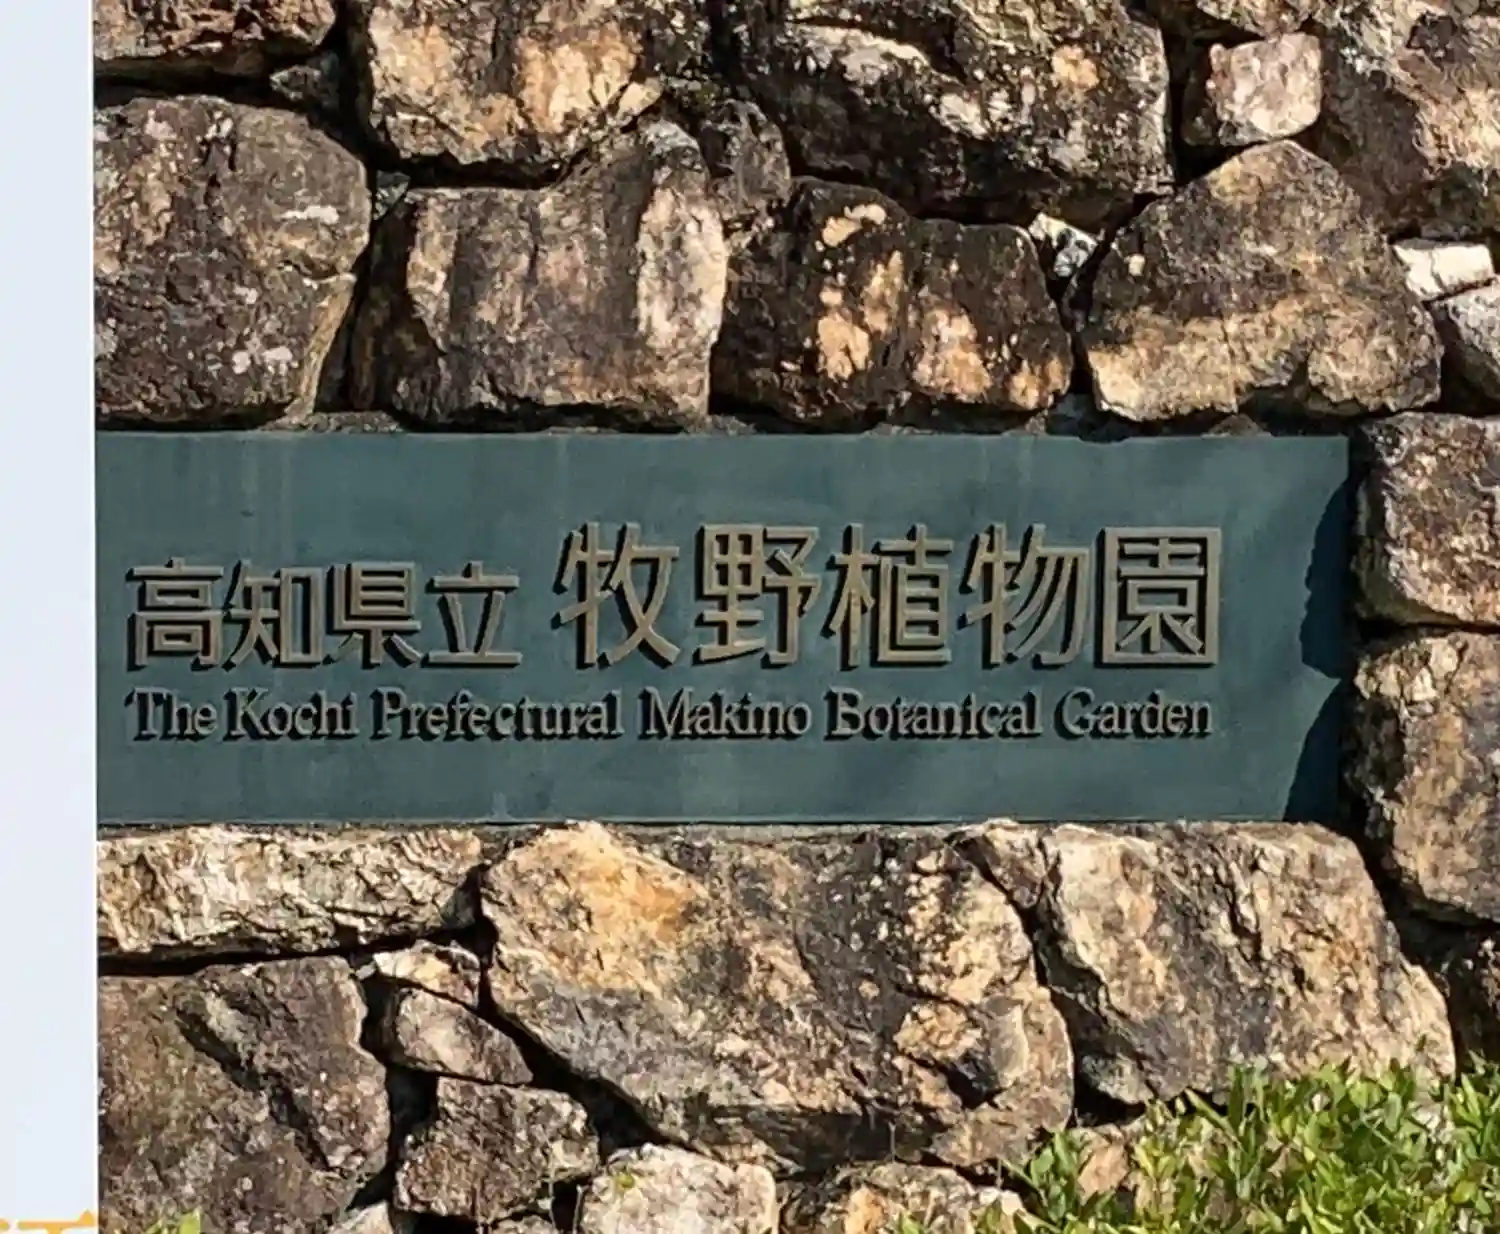 高知県立 牧野植物園
The Kochi Prefectural Makino Botanical Garden